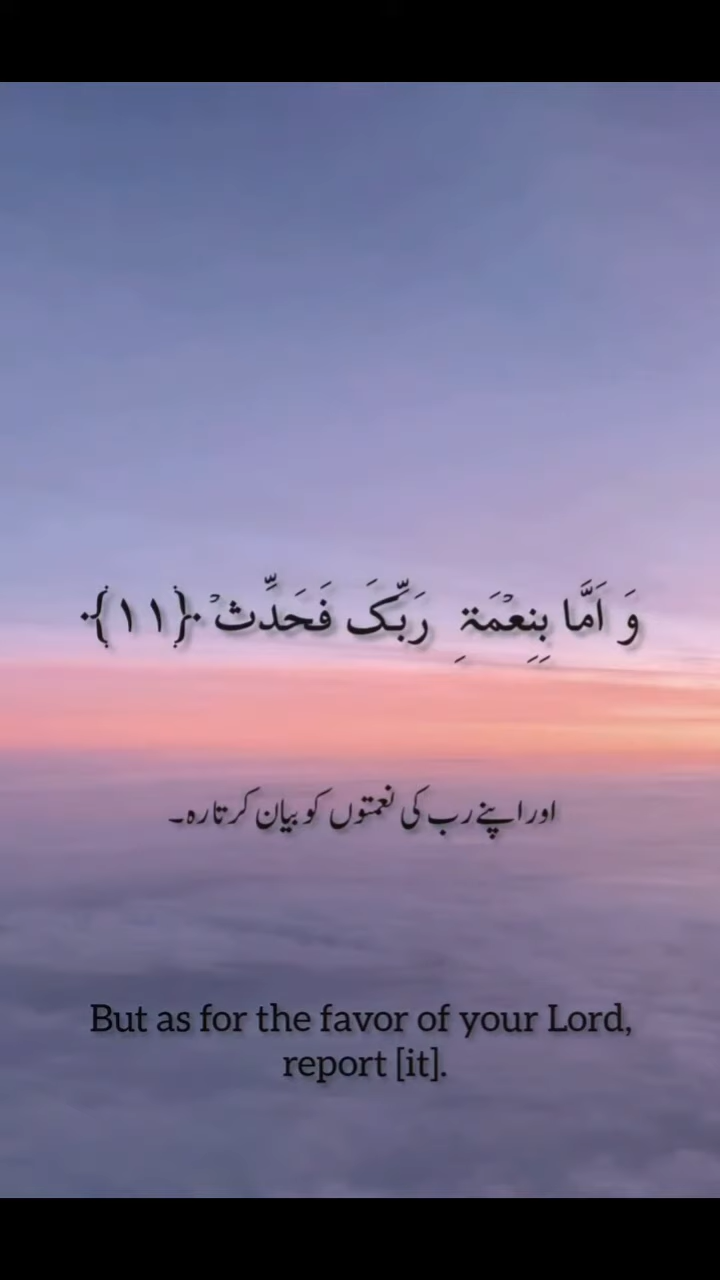 وَ اَمَّا بِنِعۡمَۃِ رَبِّکَ فَحَدِّثۡ ﴿۱۱﴾
اور اپنے رب کی نعمتوں کو بیان کرتا رہ۔
But as for the favor of your Lord,
report [it].